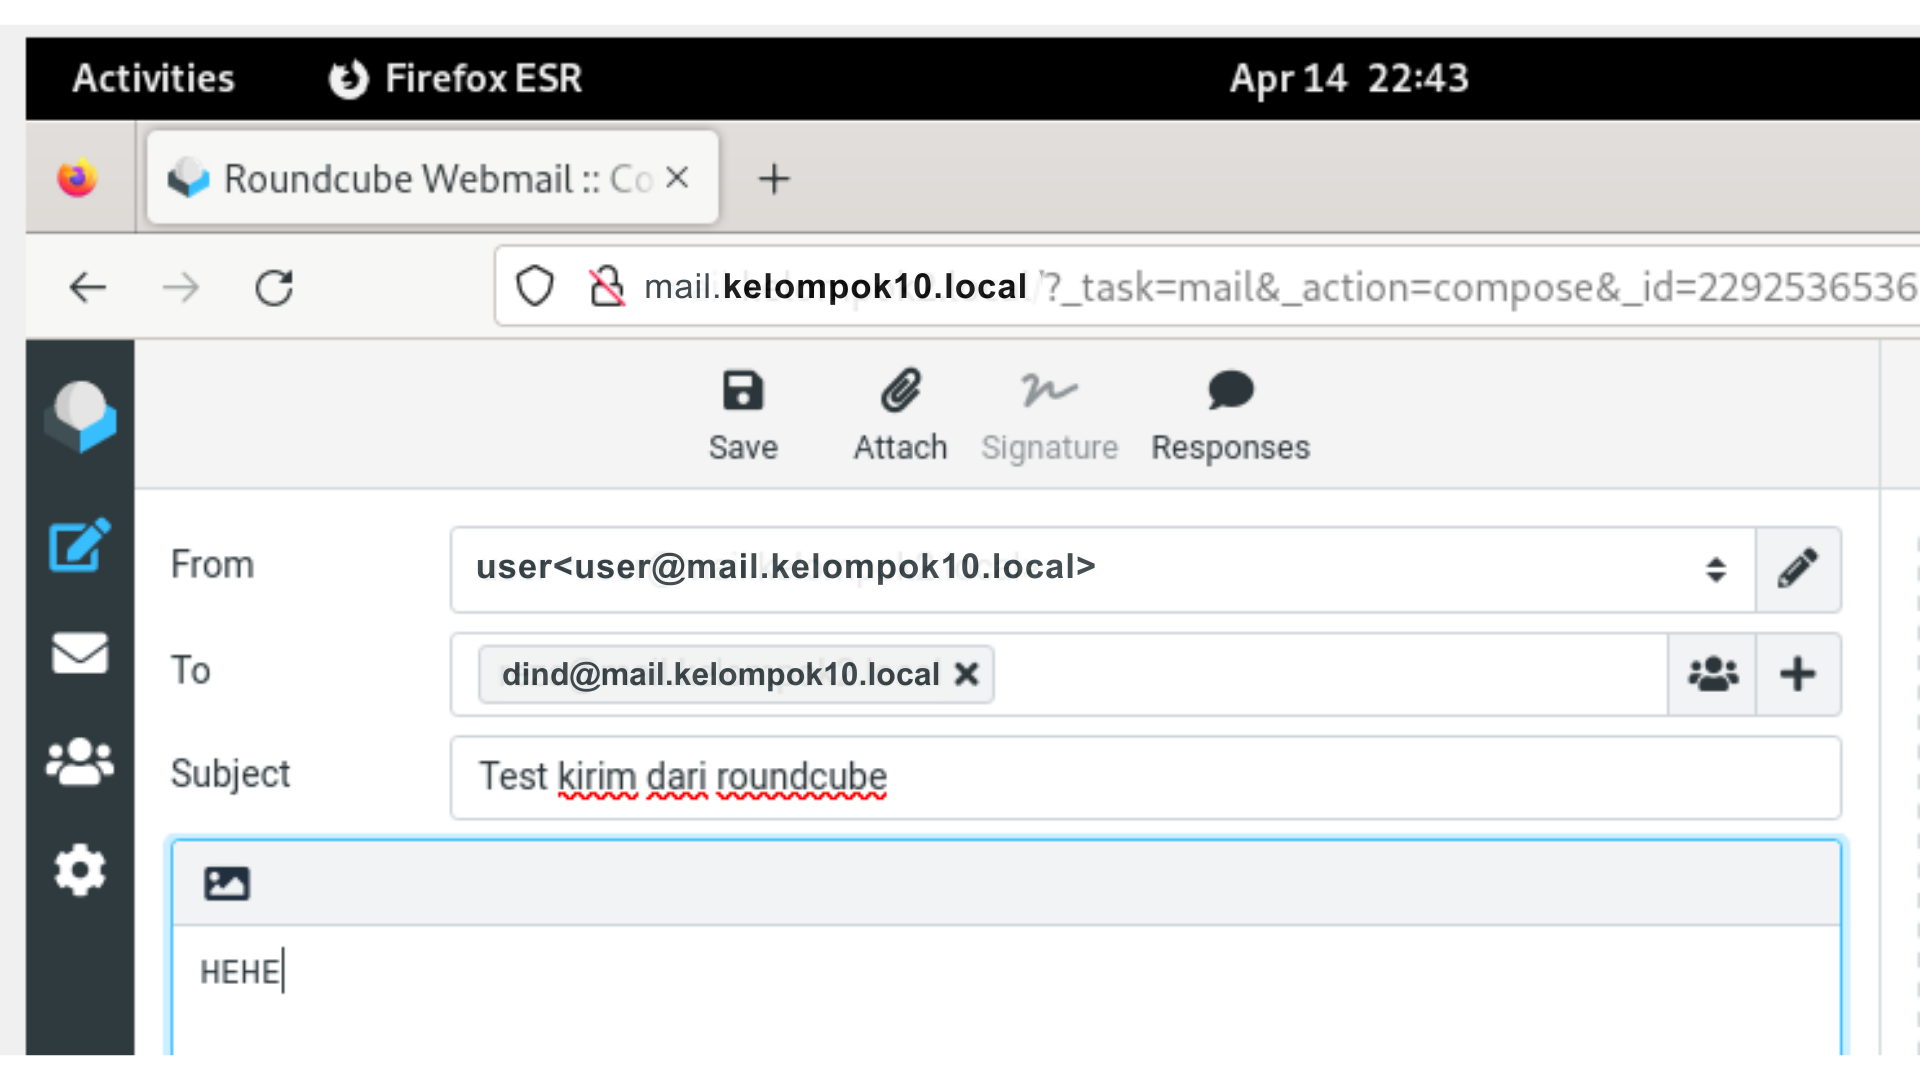 Activities Firefox ESR Apr 14 22:43
Roundcube Webmail :: Co
mail.kelompok10.local/?_task=mail&_action=compose&_id=2292536536
Save Attach Signature Responses
From user<user@mail.kelompok10.local>
To dind@mail.kelompok10.local
Subject Test kirim dari roundcube
HEHE